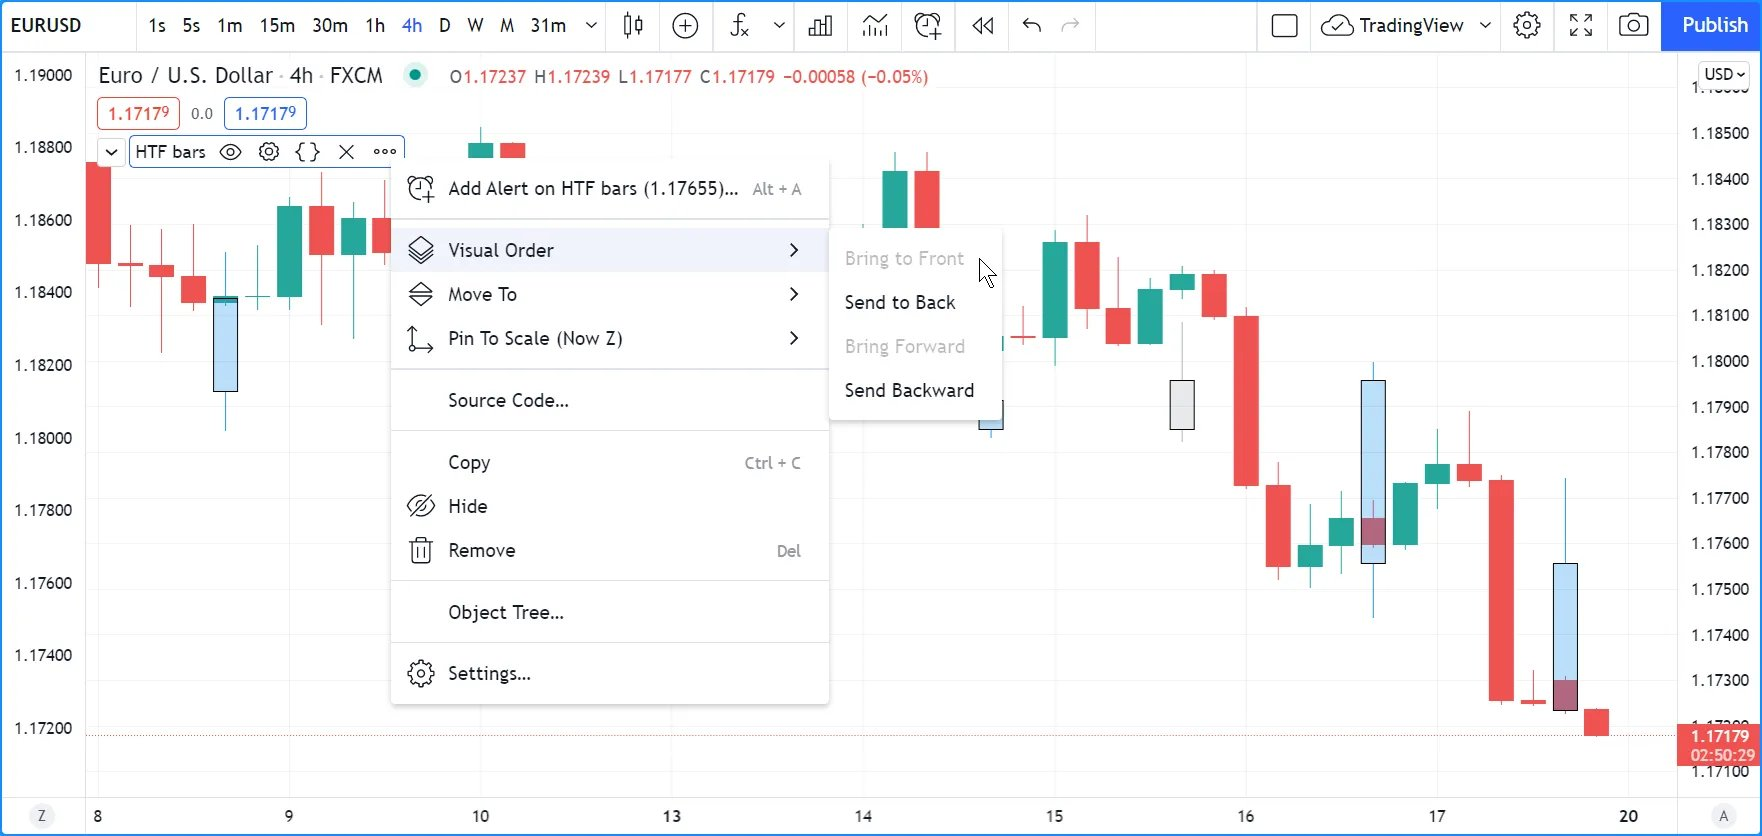 EURUSD 1s 5s 1m 15m 30m 1h 4h D W M 31m TradingView Publish
Euro / U.S. Dollar · 4h · FXCM O1.17237 H1.17239 L1.17177 C1.17179 −0.00058 (−0.05%)
1.17179 0.0 1.17179
HTF bars
Add Alert on HTF bars (1.17655)... Alt + A
Visual Order
Move To
Pin To Scale (Now Z)
Source Code...
Copy Ctrl + C
Hide
Remove Del
Object Tree...
Settings...
Bring to Front
Send to Back
Bring Forward
Send Backward
1.19000
1.18800
1.18600
1.18400
1.18200
1.18000
1.17800
1.17600
1.17400
1.17200
USD
1.18500
1.18400
1.18300
1.18200
1.18100
1.18000
1.17900
1.17800
1.17700
1.17600
1.17500
1.17400
1.17300
1.17179
02:50:29
1.17100
Z 8 9 10 13 14 15 16 17 20 A